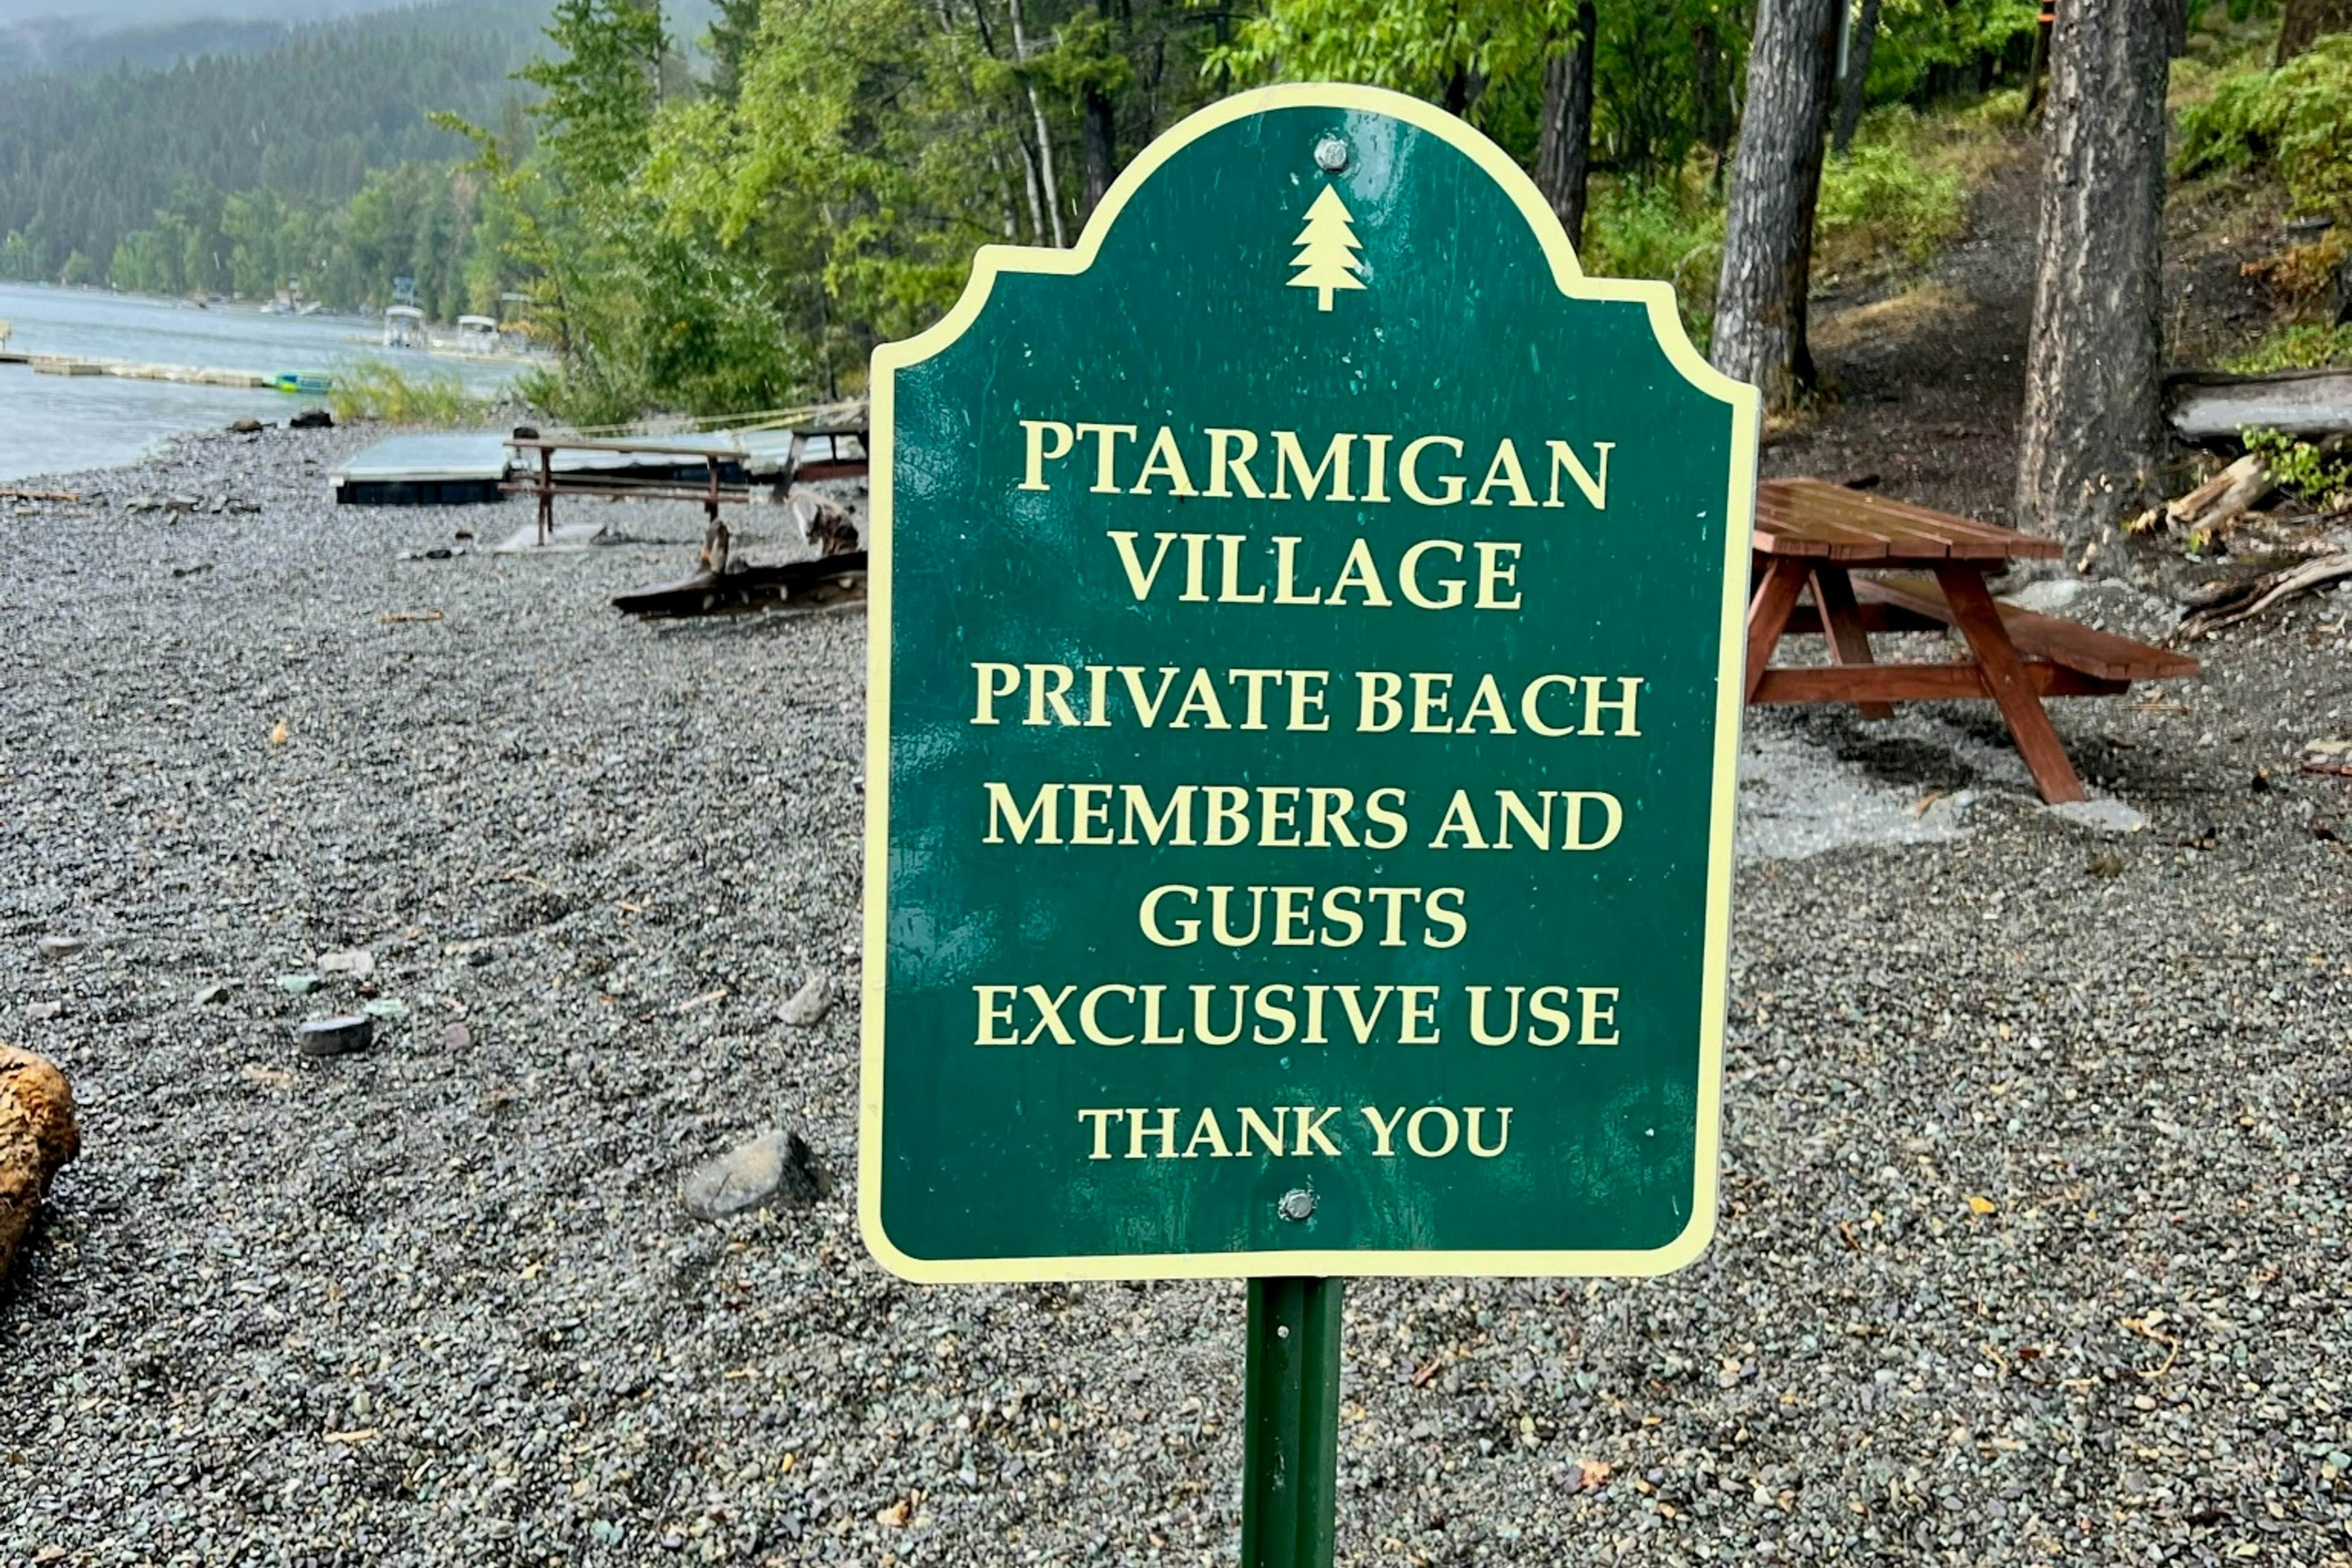 PTARMIGAN
VILLAGE
PRIVATE BEACH
MEMBERS AND
GUESTS
EXCLUSIVE USE
THANK YOU